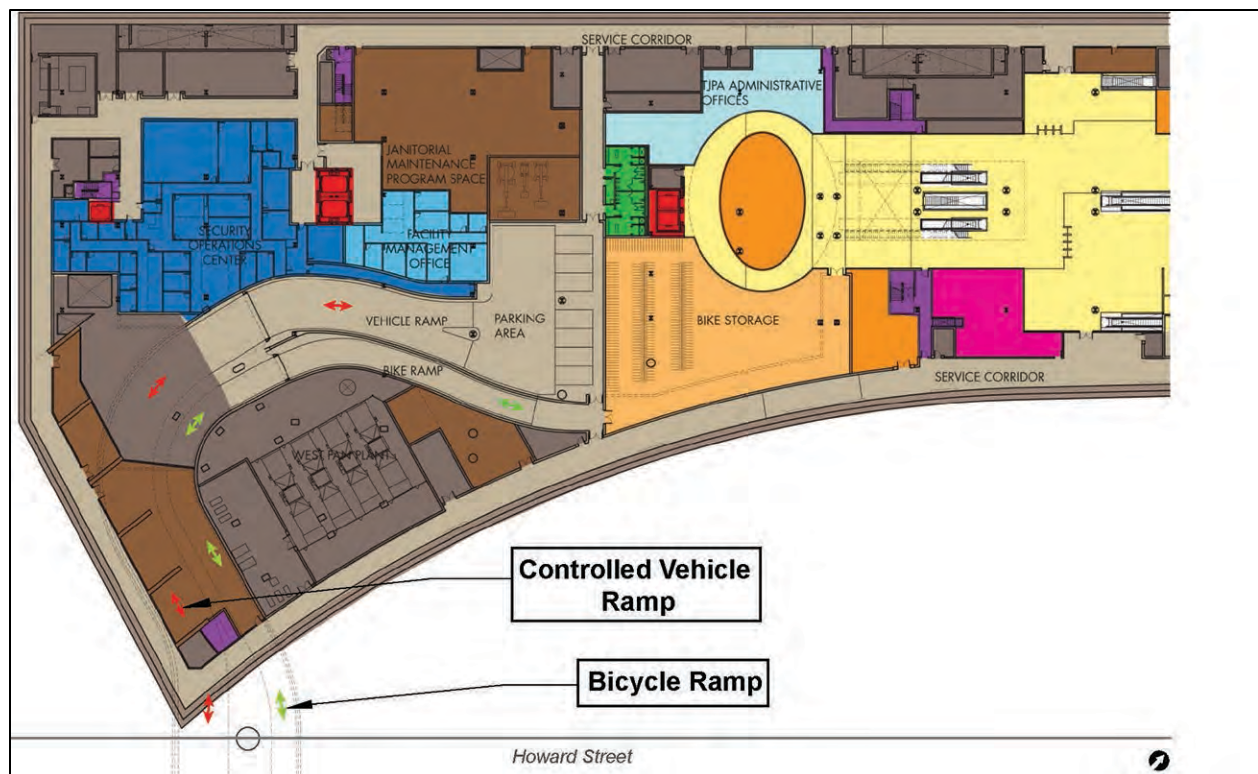 SERVICE CORRIDOR
TJPA ADMINISTRATIVE
OFFICES
JANITORIAL
MAINTENANCE
PROGRAM SPACE
SECURITY
OPERATIONS
CENTER
FACILITY
MANAGEMENT
OFFICE
VEHICLE RAMP
PARKING
AREA
BIKE STORAGE
BIKE RAMP
SERVICE CORRIDOR
WEST FAN PLANT
Controlled Vehicle
Ramp
Bicycle Ramp
Howard Street